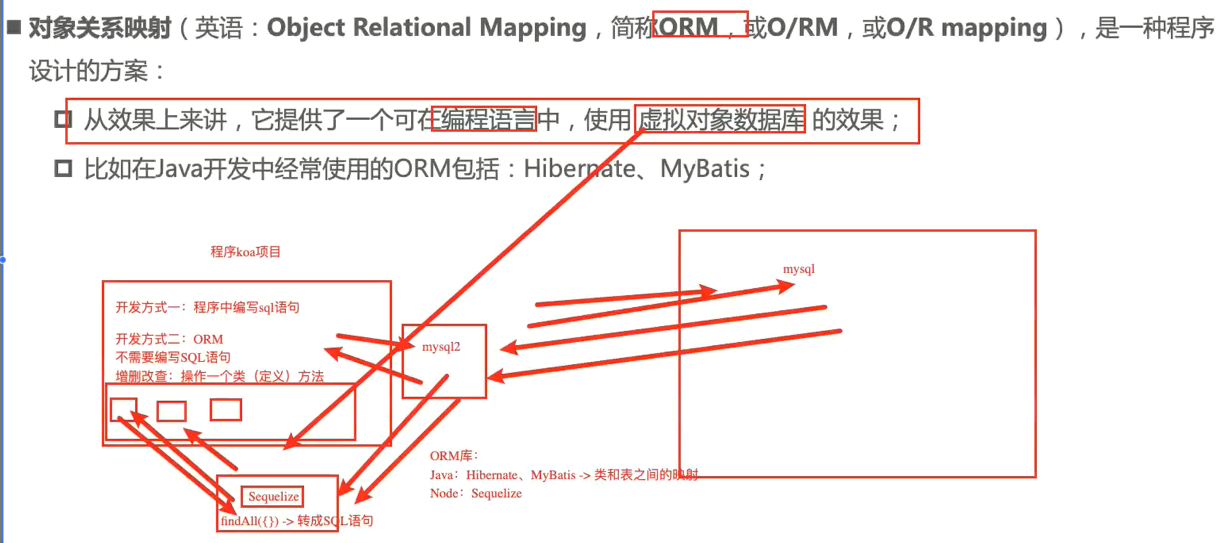 对象关系映射（英语：Object Relational Mapping，简称ORM，或O/RM，或O/R mapping），是一种程序
设计的方案：
从效果上来讲，它提供了一个可在编程语言中，使用 虚拟对象数据库 的效果；
比如在Java开发中经常使用的ORM包括：Hibernate、MyBatis；
程序koa项目
开发方式一：程序中编写sql语句
开发方式二：ORM
不需要编写SQL语句
增删改查：操作一个类（定义）方法
mysql2
mysql
Sequelize
findAll({}) -> 转成SQL语句
ORM库：
Java：Hibernate、MyBatis -> 类和表之间的映射
Node：Sequelize